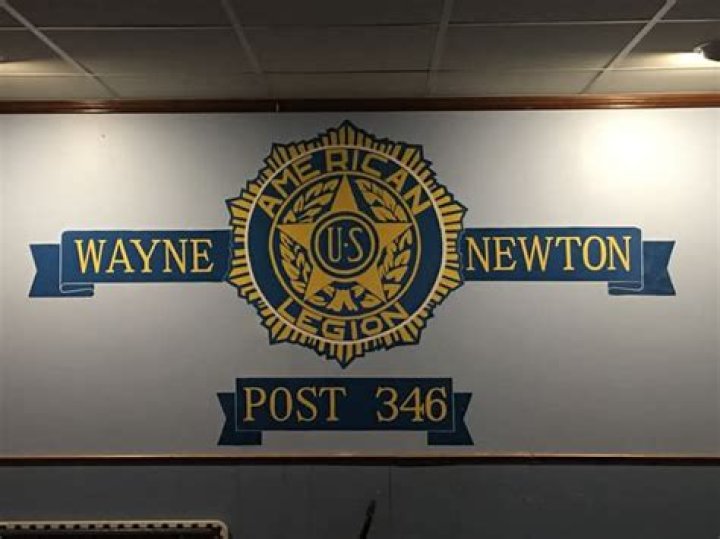 AMERICAN
WAYNE U·S NEWTON
LEGION
POST 346